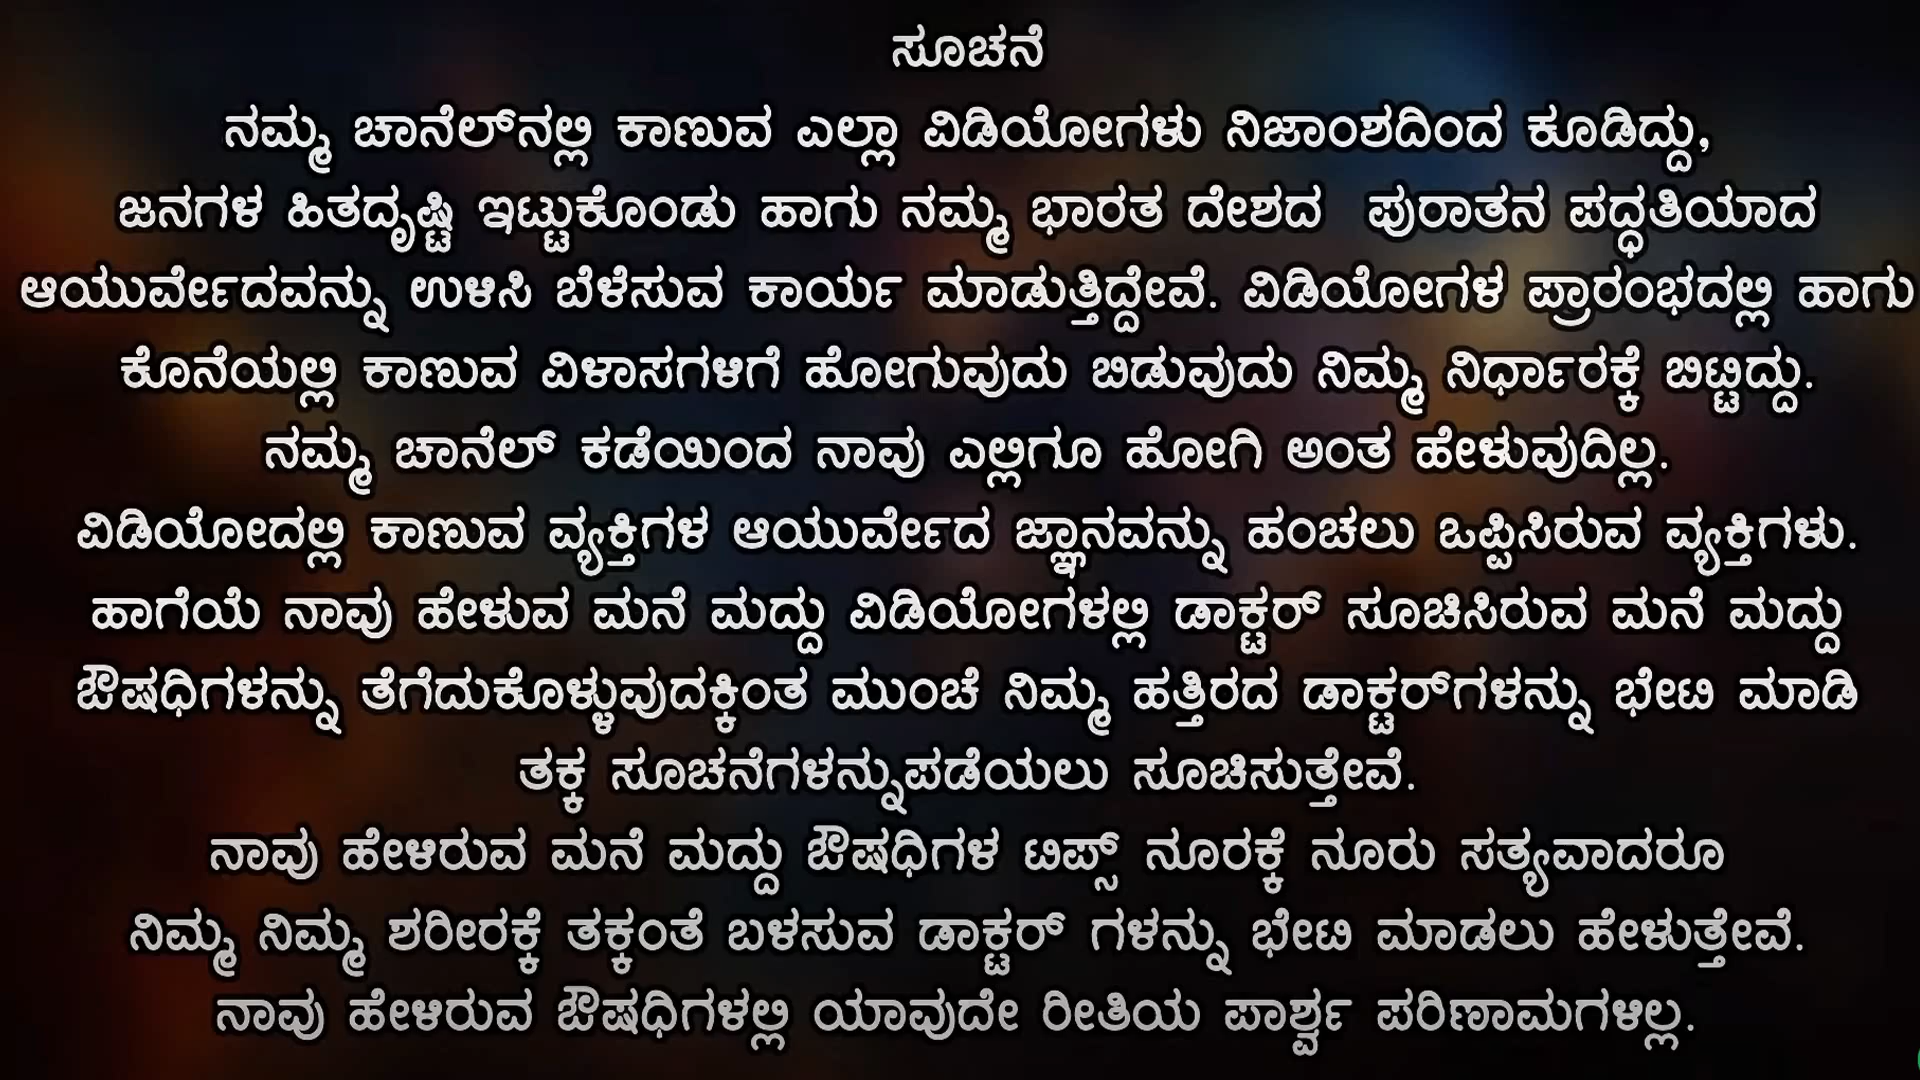 ಸೂಚನೆ
ನಮ್ಮ ಚಾನೆಲ್‌ನಲ್ಲಿ ಕಾಣುವ ಎಲ್ಲಾ ವಿಡಿಯೋಗಳು ನಿಜಾಂಶದಿಂದ ಕೂಡಿದ್ದು,
ಜನಗಳ ಹಿತದೃಷ್ಟಿ ಇಟ್ಟುಕೊಂಡು ಹಾಗು ನಮ್ಮ ಭಾರತ ದೇಶದ ಪುರಾತನ ಪದ್ಧತಿಯಾದ
ಆಯುರ್ವೇದವನ್ನು ಉಳಿಸಿ ಬೆಳೆಸುವ ಕಾರ್ಯ ಮಾಡುತ್ತಿದ್ದೇವೆ. ವಿಡಿಯೋಗಳ ಪ್ರಾರಂಭದಲ್ಲಿ ಹಾಗು
ಕೊನೆಯಲ್ಲಿ ಕಾಣುವ ವಿಳಾಸಗಳಿಗೆ ಹೋಗುವುದು ಬಿಡುವುದು ನಿಮ್ಮ ನಿರ್ಧಾರಕ್ಕೆ ಬಿಟ್ಟಿದ್ದು.
ನಮ್ಮ ಚಾನೆಲ್ ಕಡೆಯಿಂದ ನಾವು ಎಲ್ಲಿಗೂ ಹೋಗಿ ಅಂತ ಹೇಳುವುದಿಲ್ಲ.
ವಿಡಿಯೋದಲ್ಲಿ ಕಾಣುವ ವ್ಯಕ್ತಿಗಳ ಆಯುರ್ವೇದ ಜ್ಞಾನವನ್ನು ಹಂಚಲು ಒಪ್ಪಿಸಿರುವ ವ್ಯಕ್ತಿಗಳು.
ಹಾಗೆಯೆ ನಾವು ಹೇಳುವ ಮನೆ ಮದ್ದು ವಿಡಿಯೋಗಳಲ್ಲಿ ಡಾಕ್ಟರ್ ಸೂಚಿಸಿರುವ ಮನೆ ಮದ್ದು
ಔಷಧಿಗಳನ್ನು ತೆಗೆದುಕೊಳ್ಳುವುದಕ್ಕಿಂತ ಮುಂಚೆ ನಿಮ್ಮ ಹತ್ತಿರದ ಡಾಕ್ಟರ್‌ಗಳನ್ನು ಭೇಟಿ ಮಾಡಿ
ತಕ್ಕ ಸೂಚನೆಗಳನ್ನುಪಡೆಯಲು ಸೂಚಿಸುತ್ತೇವೆ.
ನಾವು ಹೇಳಿರುವ ಮನೆ ಮದ್ದು ಔಷಧಿಗಳ ಟಿಪ್ಸ್ ನೂರಕ್ಕೆ ನೂರು ಸತ್ಯವಾದರೂ
ನಿಮ್ಮ ನಿಮ್ಮ ಶರೀರಕ್ಕೆ ತಕ್ಕಂತೆ ಬಳಸುವ ಡಾಕ್ಟರ್ ಗಳನ್ನು ಭೇಟಿ ಮಾಡಲು ಹೇಳುತ್ತೇವೆ.
ನಾವು ಹೇಳಿರುವ ಔಷಧಿಗಳಲ್ಲಿ ಯಾವುದೇ ರೀತಿಯ ಪಾರ್ಶ್ವ ಪರಿಣಾಮಗಳಿಲ್ಲ.